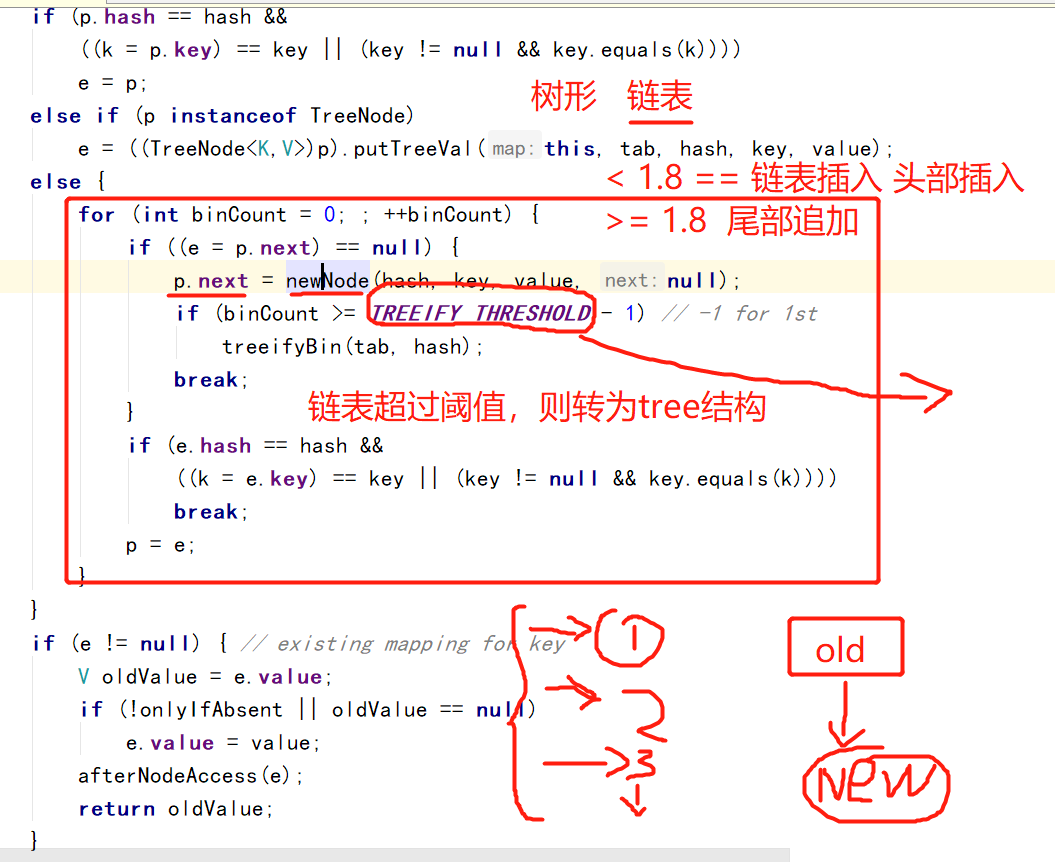 if (p.hash == hash &&
((k = p.key) == key || (key != null && key.equals(k))))
e = p;
树形 链表
else if (p instanceof TreeNode)
e = ((TreeNode<K,V>)p).putTreeVal( map: this, tab, hash, key, value);
else {
< 1.8 == 链表插入 头部插入
for (int binCount = 0; ; ++binCount) {
>= 1.8 尾部追加
if ((e = p.next) == null) {
p.next = newNode(hash, key, value, next: null);
if (binCount >= TREEIFY_THRESHOLD - 1) // -1 for 1st
treeifyBin(tab, hash);
break;
}
链表超过阈值，则转为tree结构
if (e.hash == hash &&
((k = e.key) == key || (key != null && key.equals(k))))
break;
p = e;
}
}
if (e != null) { // existing mapping for key
V oldValue = e.value;
if (!onlyIfAbsent || oldValue == null)
e.value = value;
afterNodeAccess(e);
return oldValue;
}
1
2
3
old
NEW